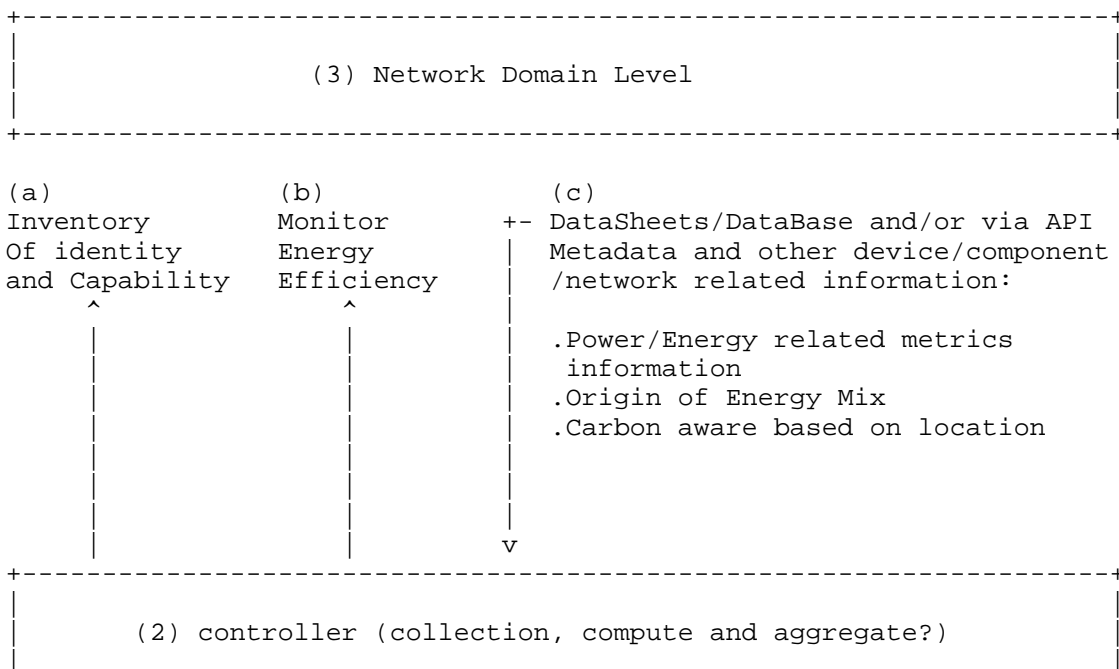 (3) Network Domain Level
(a) (b) (c)
Inventory Monitor +- DataSheets/DataBase and/or via API
Of identity Energy | Metadata and other device/component
and Capability Efficiency | /network related information:
.Power/Energy related metrics
information
.Origin of Energy Mix
.Carbon aware based on location
(2) controller (collection, compute and aggregate?)